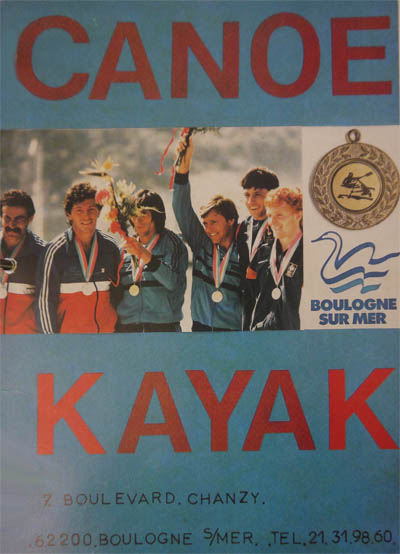 CANOE
BOULOGNE
SUR MER
KAYAK
7 BOULEVARD. CHANZY.
.62200.BOULOGNE S/MER. .TEL.21.31.98.60.